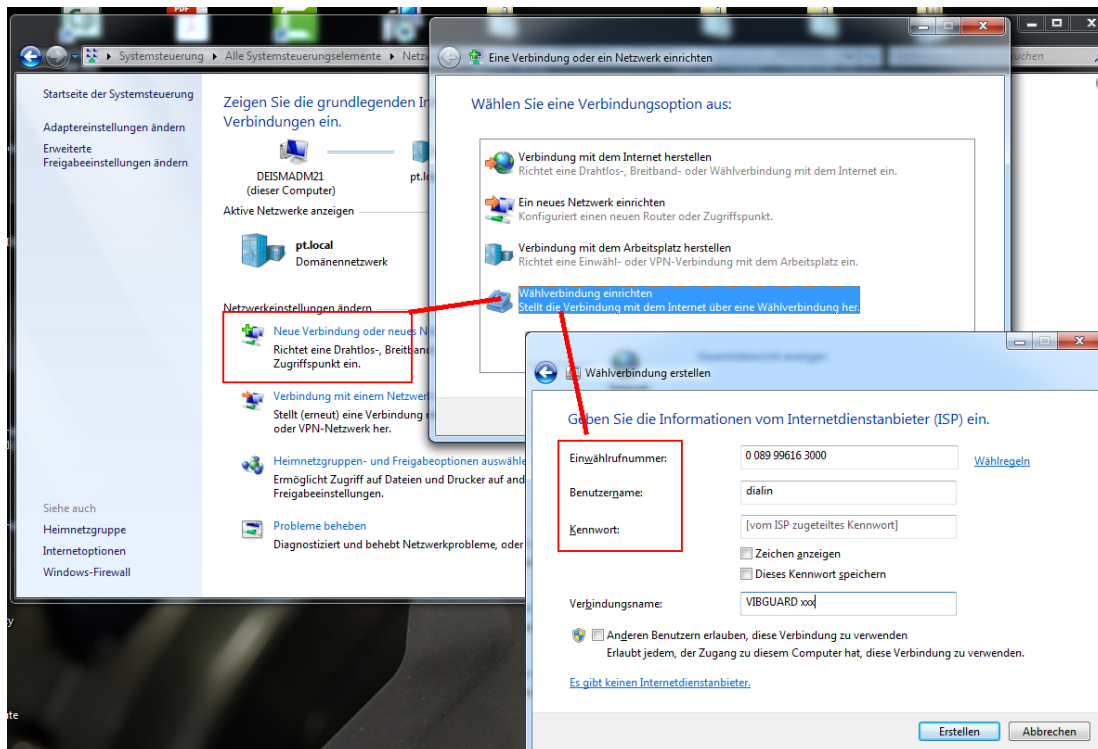 PDF
Systemsteuerung
Alle Systemsteuerungselemente
Startseite der Systemsteuerung
Adaptereinstellungen ändern
Erweiterte
Freigabeeinstellungen ändern
Siehe auch
Heimnetzgruppe
Internetoptionen
Windows-Firewall
Zeigen Sie die grundlegenden
Verbindungen ein.
DEISMADM21
(dieser Computer)
Aktive Netzwerke anzeigen
pt.local
Domänennetzwerk
Netzwerkeinstellungen ändern
Neue Verbindung oder neues N
Richtet eine Drahtlos-, Breitband
Zugriffspunkt ein.
Verbindung mit einem Netzwer
Stellt (erneut) eine Verbindung
oder VPN-Netzwerk her.
Heimnetzgruppen- und Freigabeoptionen auswähle
Ermöglicht Zugriff auf Dateien und Drucker auf and
Freigabeeinstellungen.
Probleme beheben
Diagnostiziert und behebt Netzwerkprobleme, oder
Eine Verbindung oder ein Netzwerk einrichten
Wählen Sie eine Verbindungsoption aus:
Verbindung mit dem Internet herstellen
Richtet eine Drahtlos-, Breitband- oder Wählverbindung mit dem Internet ein.
Ein neues Netzwerk einrichten
Konfiguriert einen neuen Router oder Zugriffspunkt.
Verbindung mit dem Arbeitsplatz herstellen
Richtet eine Einwähl- oder VPN-Verbindung mit dem Arbeitsplatz ein.
Wählverbindung einrichten
Stellt die Verbindung mit dem Internet über eine Wählverbindung her.
Wählverbindung erstellen
Geben Sie die Informationen vom Internetdienstanbieter (ISP) ein.
Einwählrufnummer:
0 089 99616 3000
Wählregeln
Benutzername:
dialin
Kennwort:
[vom ISP zugeteiltes Kennwort]
Zeichen anzeigen
Dieses Kennwort speichern
Verbindungsname:
VIBGUARD xxx
Anderen Benutzern erlauben, diese Verbindung zu verwenden
Erlaubt jedem, der Zugang zu diesem Computer hat, diese Verbindung zu verwenden.
Es gibt keinen Internetdienstanbieter.
Erstellen
Abbrechen